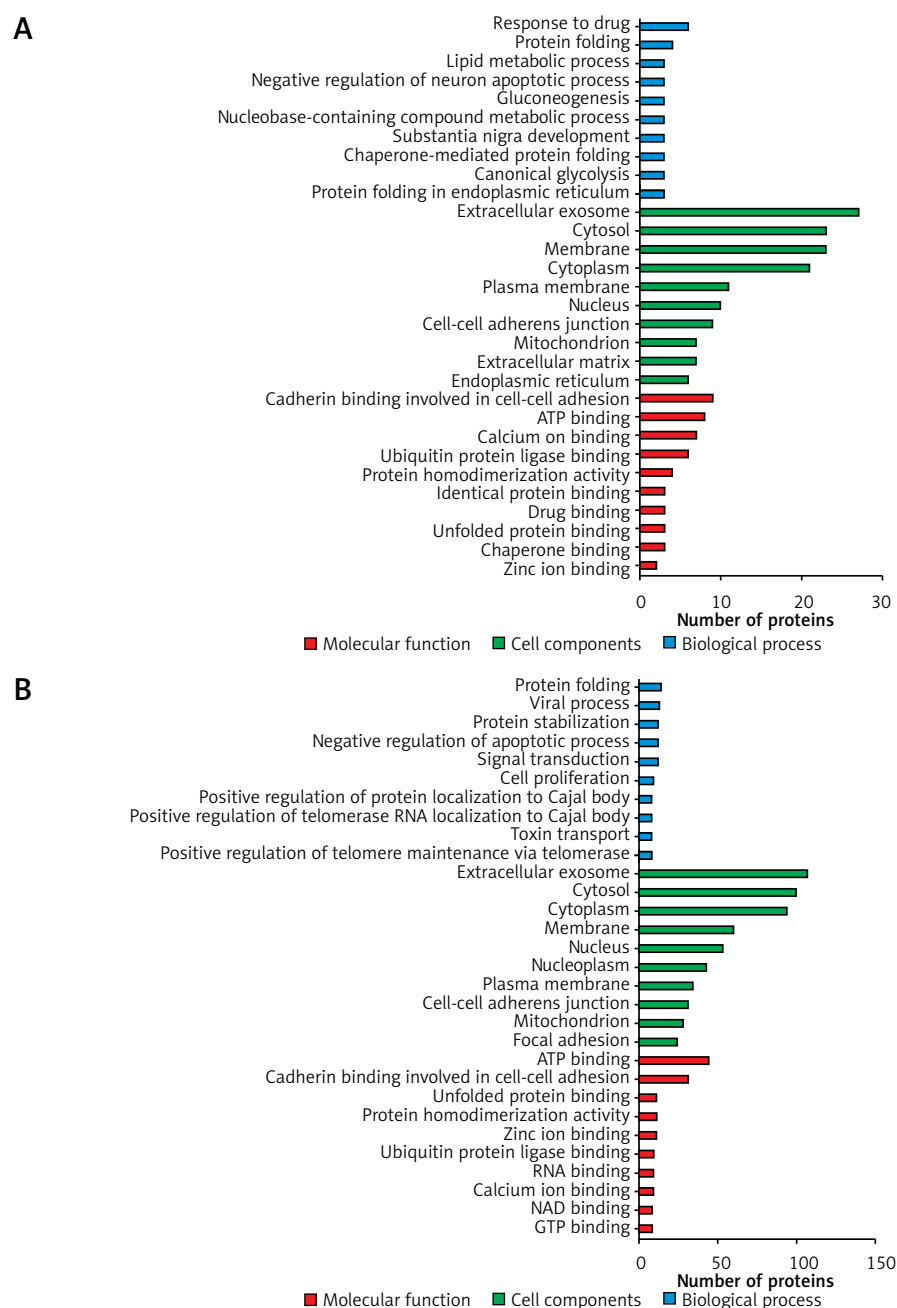 A
Response to drug
Protein folding
Lipid metabolic process
Negative regulation of neuron apoptotic process
Gluconeogenesis
Nucleobase-containing compound metabolic process
Substantia nigra development
Chaperone-mediated protein folding
Canonical glycolysis
Protein folding in endoplasmic reticulum
Extracellular exosome
Cytosol
Membrane
Cytoplasm
Plasma membrane
Nucleus
Cell-cell adherens junction
Mitochondrion
Extracellular matrix
Endoplasmic reticulum
Cadherin binding involved in cell-cell adhesion
ATP binding
Calcium on binding
Ubiquitin protein ligase binding
Protein homodimerization activity
Identical protein binding
Drug binding
Unfolded protein binding
Chaperone binding
Zinc ion binding
0 10 20 30
Number of proteins
Molecular function Cell components Biological process
B
Protein folding
Viral process
Protein stabilization
Negative regulation of apoptotic process
Signal transduction
Cell proliferation
Positive regulation of protein localization to Cajal body
Positive regulation of telomerase RNA localization to Cajal body
Toxin transport
Positive regulation of telomere maintenance via telomerase
Extracellular exosome
Cytosol
Cytoplasm
Membrane
Nucleus
Nucleoplasm
Plasma membrane
Cell-cell adherens junction
Mitochondrion
Focal adhesion
ATP binding
Cadherin binding involved in cell-cell adhesion
Unfolded protein binding
Protein homodimerization activity
Zinc ion binding
Ubiquitin protein ligase binding
RNA binding
Calcium ion binding
NAD binding
GTP binding
0 50 100 150
Number of proteins
Molecular function Cell components Biological process